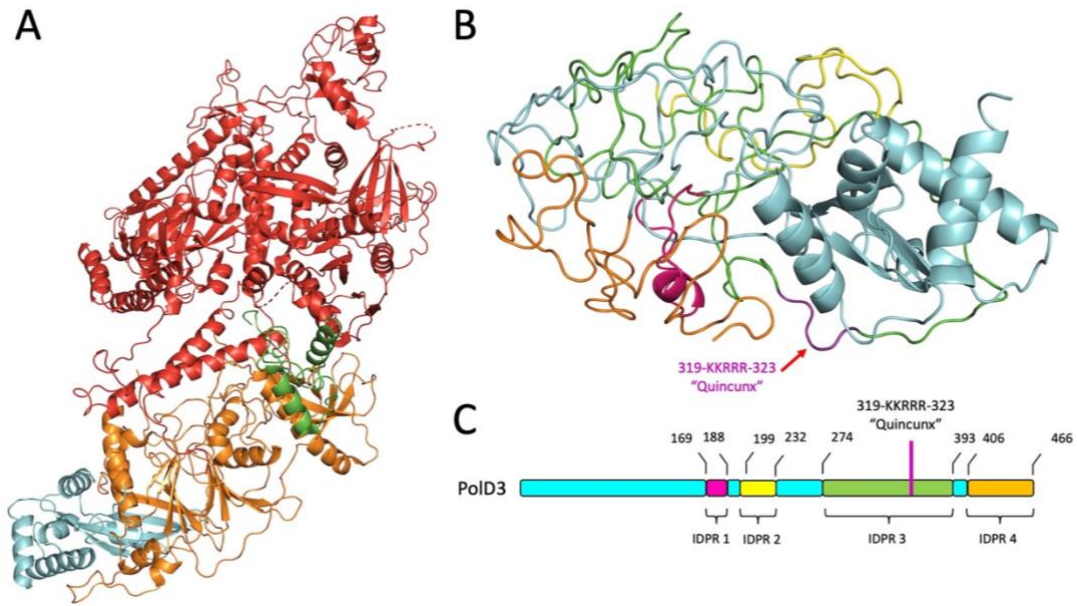 A
B
319-KKRRR-323
“Quincunx”
C
319-KKRRR-323
“Quincunx”
169 188 199 232 274 393 406 466
PolD3
IDPR 1 IDPR 2 IDPR 3 IDPR 4